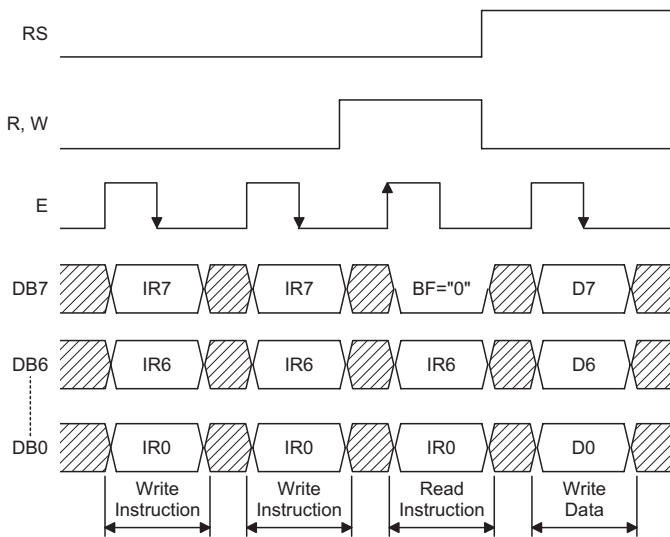 RS
R, W
E
DB7 IR7 IR7 BF="0" D7
DB6 IR6 IR6 IR6 D6
DB0 IR0 IR0 IR0 D0
Write Write Read Write
Instruction Instruction Instruction Data